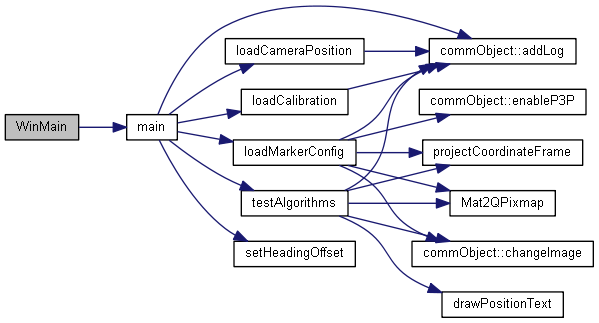 WinMain
main
loadCameraPosition
loadCalibration
loadMarkerConfig
testAlgorithms
setHeadingOffset
commObject::addLog
commObject::enableP3P
projectCoordinateFrame
Mat2QPixmap
commObject::changeImage
drawPositionText